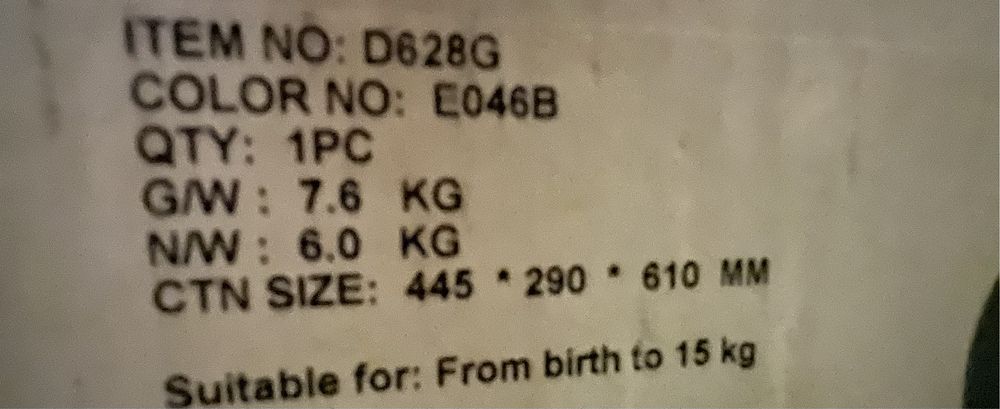 ITEM NO: D628G
COLOR NO: E046B
QTY: 1PC
G/W : 7.6 KG
N/W : 6.0 KG
CTN SIZE: 445 * 290 * 610 MM
Suitable for: From birth to 15 kg